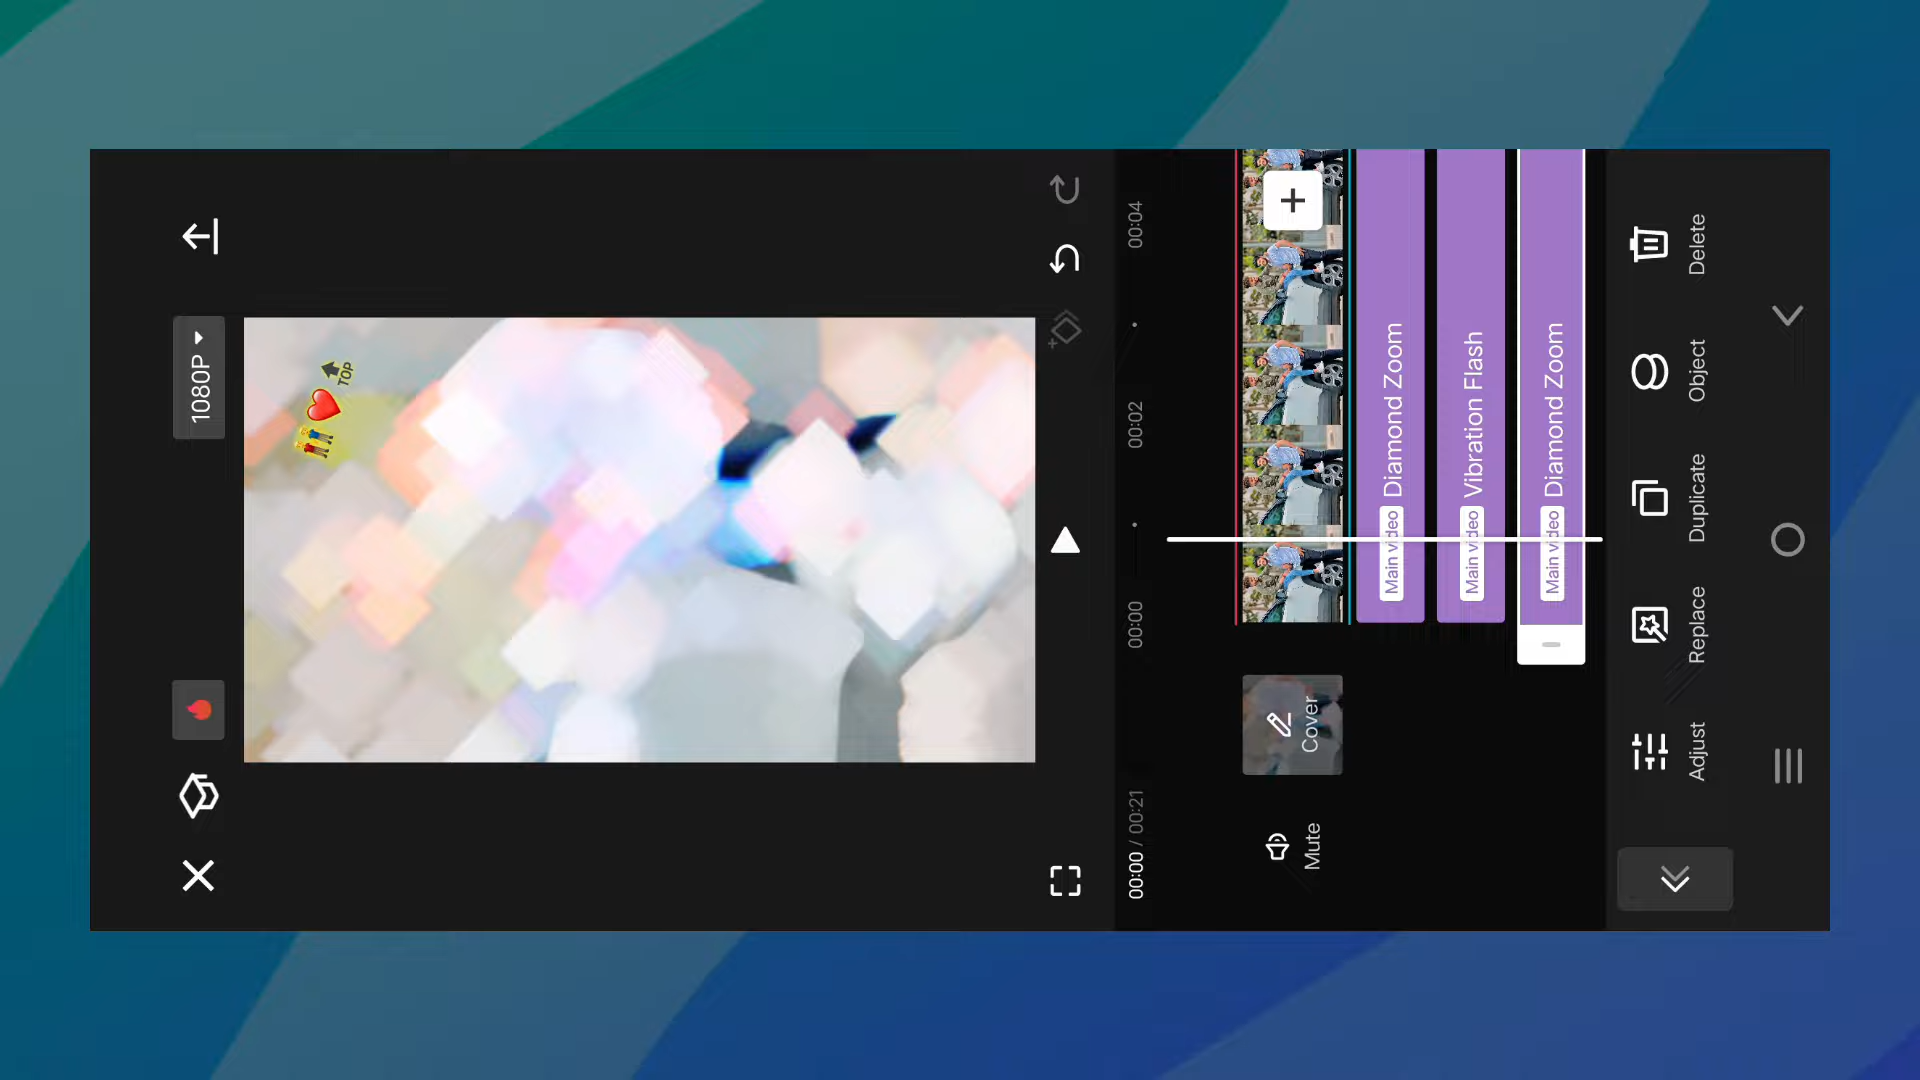 1080P
TOP
00:00 / 00:21
00:00
00:02
00:04
Mute
Cover
Main video Diamond Zoom
Main video Vibration Flash
Main video Diamond Zoom
Adjust
Replace
Duplicate
Object
Delete